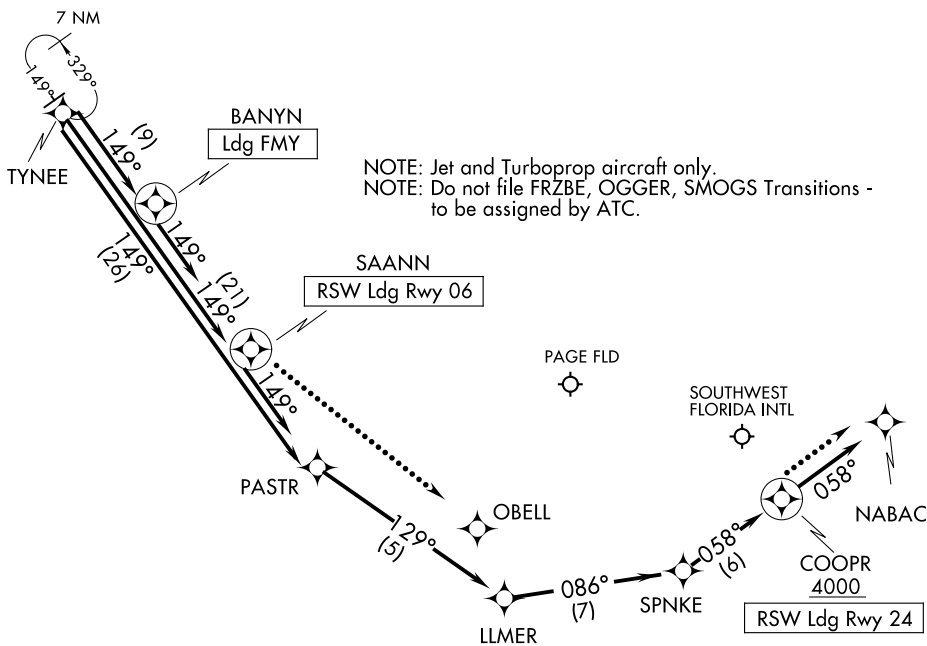 7 NM
149°
329°
TYNEE
(9)
149°
BANYN
Ldg FMY
NOTE: Jet and Turboprop aircraft only.
NOTE: Do not file FRZBE, OGGER, SMOGS Transitions -
to be assigned by ATC.
149°
149°
(26)
(21)
149°
SAANN
RSW Ldg Rwy 06
149°
PAGE FLD
SOUTHWEST
FLORIDA INTL
PASTR
OBELL
129°
(5)
LLMER
086°
(7)
SPNKE
058°
(6)
058°
NABAC
COOPR
4000
RSW Ldg Rwy 24